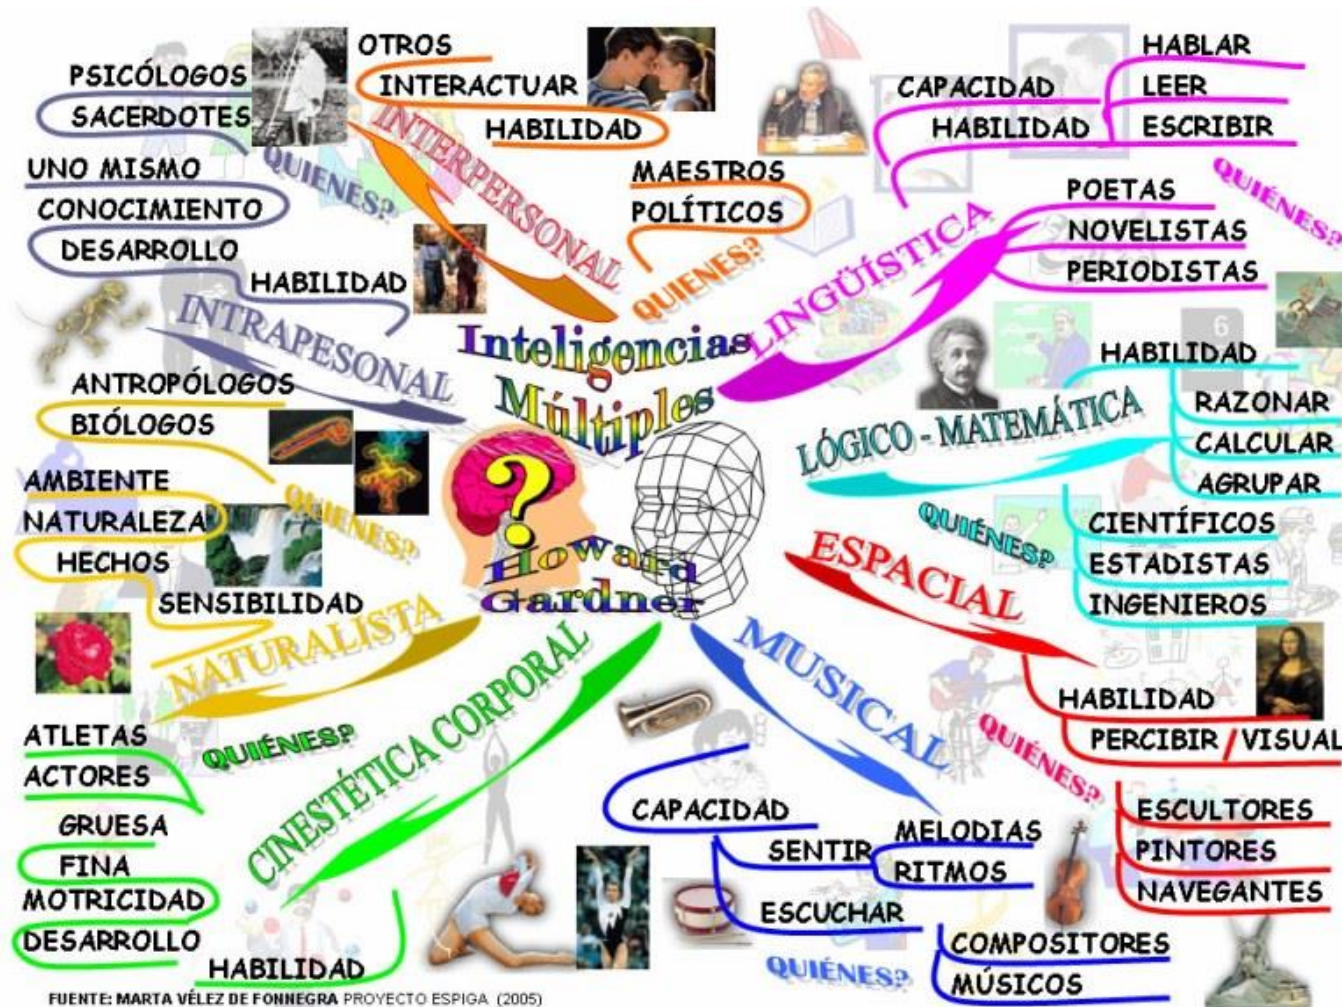 Inteligencias
Múltiples
Howard
Gardner
INTERPERSONAL
OTROS
INTERACTUAR
HABILIDAD
QUIENES?
MAESTROS
POLÍTICOS
LINGÜÍSTICA
CAPACIDAD
HABILIDAD
HABLAR
LEER
ESCRIBIR
QUIÉNES?
POETAS
NOVELISTAS
PERIODISTAS
LÓGICO - MATEMÁTICA
HABILIDAD
RAZONAR
CALCULAR
AGRUPAR
QUIÉNES?
CIENTÍFICOS
ESTADISTAS
INGENIEROS
6
ESPACIAL
HABILIDAD
PERCIBIR / VISUAL
QUIÉNES?
ESCULTORES
PINTORES
NAVEGANTES
MUSICAL
CAPACIDAD
SENTIR
MELODIAS
RITMOS
ESCUCHAR
QUIÉNES?
COMPOSITORES
MÚSICOS
CINESTÉTICA CORPORAL
QUIÉNES?
ATLETAS
ACTORES
GRUESA
FINA
MOTRICIDAD
DESARROLLO
HABILIDAD
NATURALÍSTA
QUIENES?
ANTROPÓLOGOS
BIÓLOGOS
AMBIENTE
NATURALEZA
HECHOS
SENSIBILIDAD
INTRAPESONAL
QUIENES?
PSICÓLOGOS
SACERDOTES
UNO MISMO
CONOCIMIENTO
DESARROLLO
HABILIDAD
FUENTE: MARTA VÉLEZ DE FONNEGRA PROYECTO ESPIGA (2005)